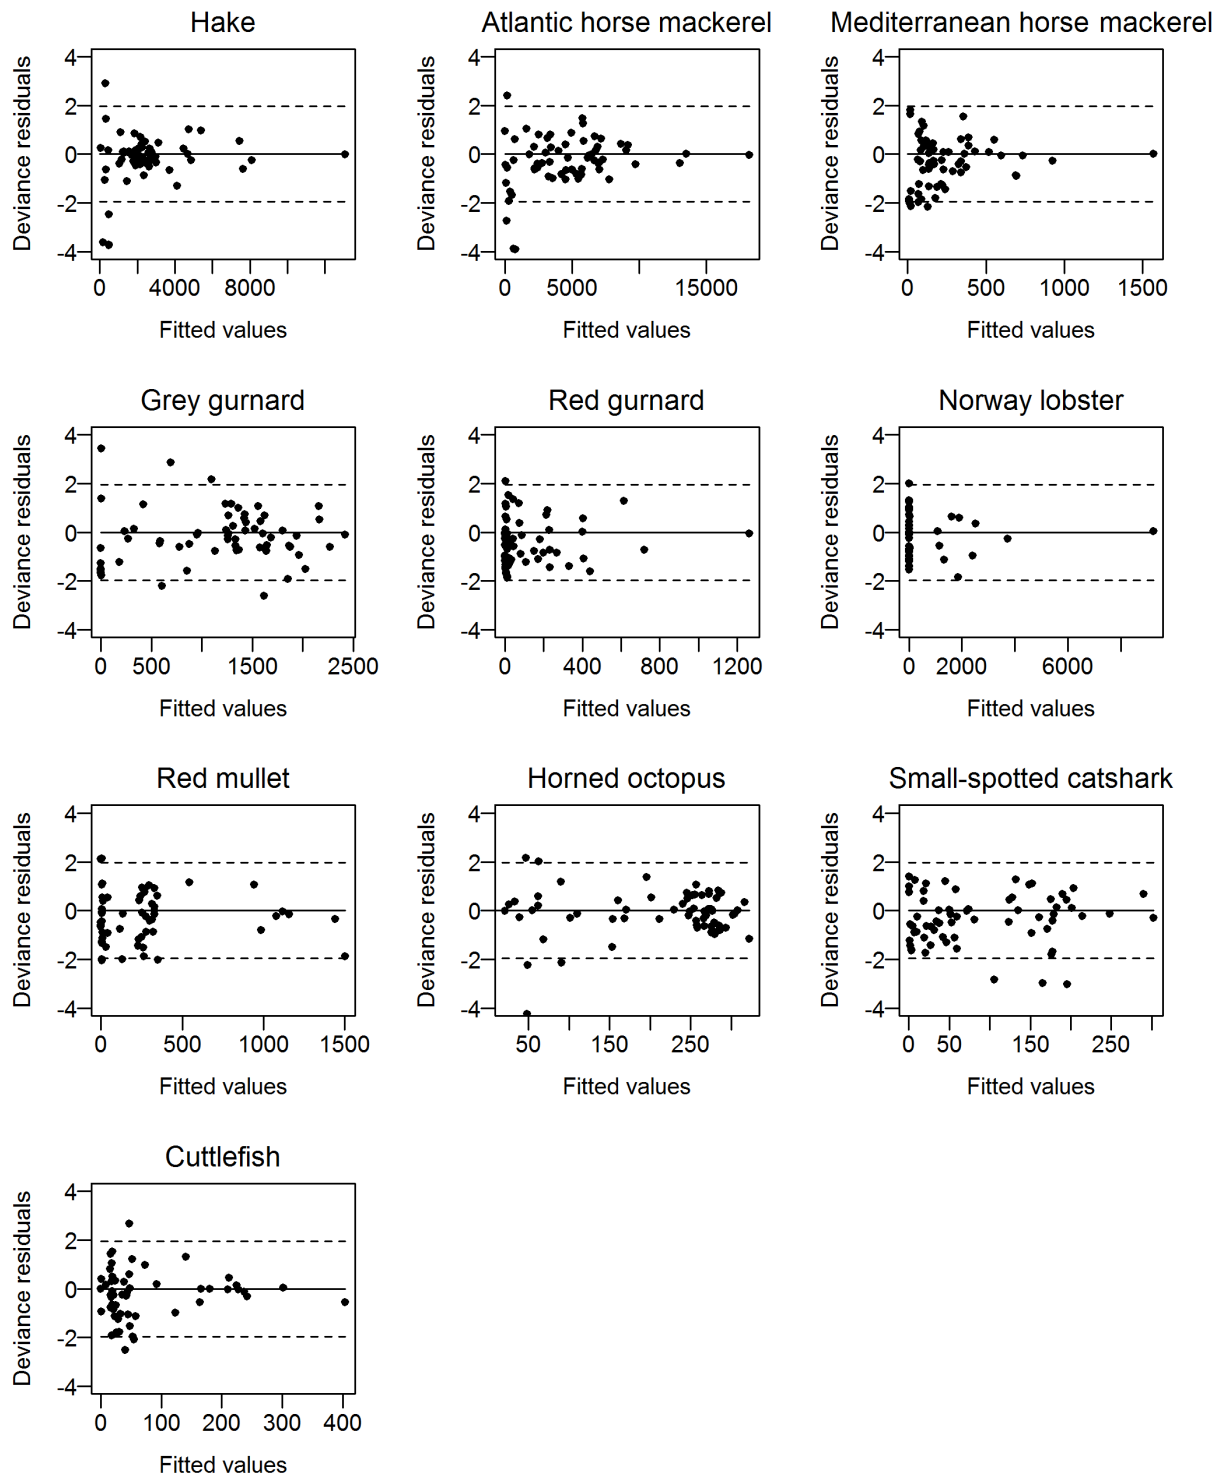 Hake
Deviance residuals
4
2
0
-2
-4
0 4000 8000
Fitted values
Atlantic horse mackerel
Deviance residuals
4
2
0
-2
-4
0 5000 15000
Fitted values
Mediterranean horse mackerel
Deviance residuals
4
2
0
-2
-4
0 500 1000 1500
Fitted values
Grey gurnard
Deviance residuals
4
2
0
-2
-4
0 500 1500 2500
Fitted values
Red gurnard
Deviance residuals
4
2
0
-2
-4
0 400 800 1200
Fitted values
Norway lobster
Deviance residuals
4
2
0
-2
-4
0 2000 6000
Fitted values
Red mullet
Deviance residuals
4
2
0
-2
-4
0 500 1000 1500
Fitted values
Horned octopus
Deviance residuals
4
2
0
-2
-4
50 150 250
Fitted values
Small-spotted catshark
Deviance residuals
4
2
0
-2
-4
0 50 150 250
Fitted values
Cuttlefish
Deviance residuals
4
2
0
-2
-4
0 100 200 300 400
Fitted values